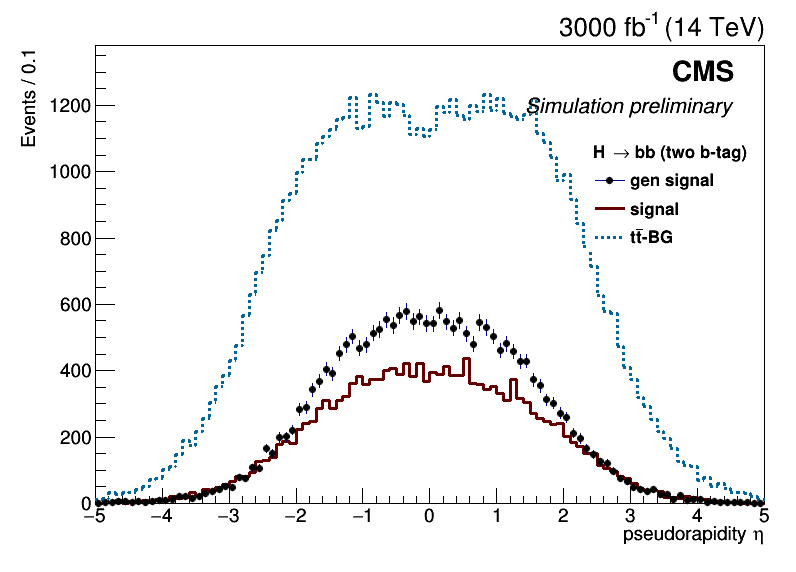 3000 fb-1 (14 TeV)
Events / 0.1
CMS
Simulation preliminary
H → bb (two b-tag)
gen signal
signal
tt̄-BG
1200
1000
800
600
400
200
0
−5 −4 −3 −2 −1 0 1 2 3 4 5
pseudorapidity η